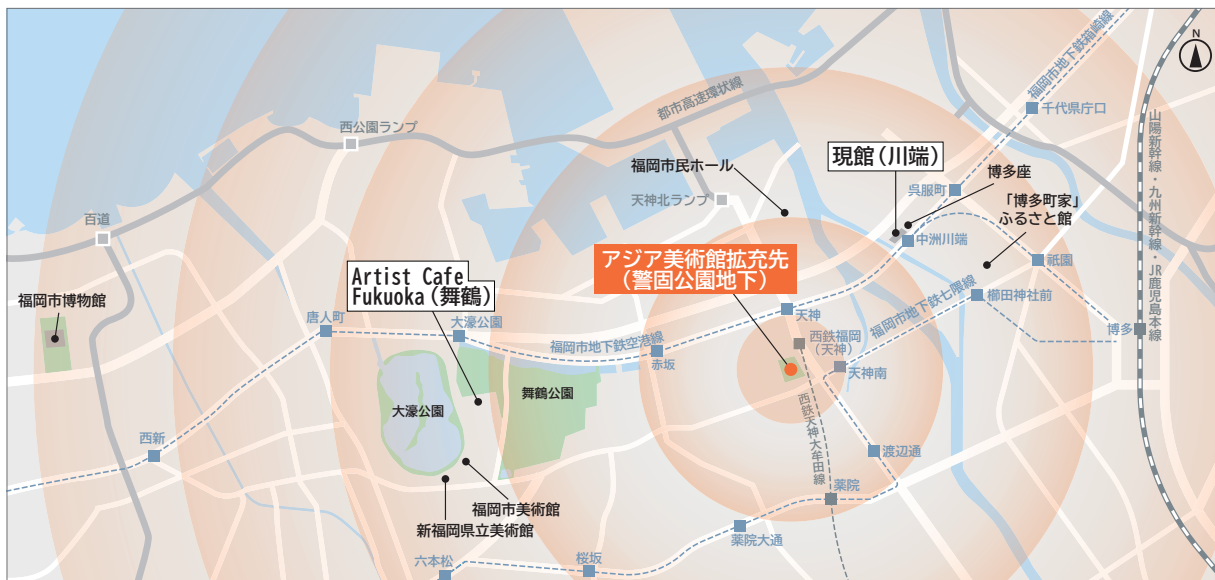 N
福岡市地下鉄箱崎線
千代県庁口
山陽新幹線・九州新幹線・JR鹿児島本線
都市高速環状線
西公園ランプ
現館（川端）
福岡市民ホール
博多座
呉服町
天神北ランプ
「博多町家」
ふるさと館
百道
中洲川端
アジア美術館拡充先
（警固公園地下）
祇園
Artist Cafe
Fukuoka（舞鶴）
福岡市博物館
櫛田神社前
福岡市地下鉄七隈線
唐人町
大濠公園
天神
博多
福岡市地下鉄空港線
西鉄福岡
（天神）
赤坂
天神南
舞鶴公園
大濠公園
西鉄天神大牟田線
西新
渡辺通
薬院
福岡市美術館
新福岡県立美術館
薬院大通
六本松
桜坂